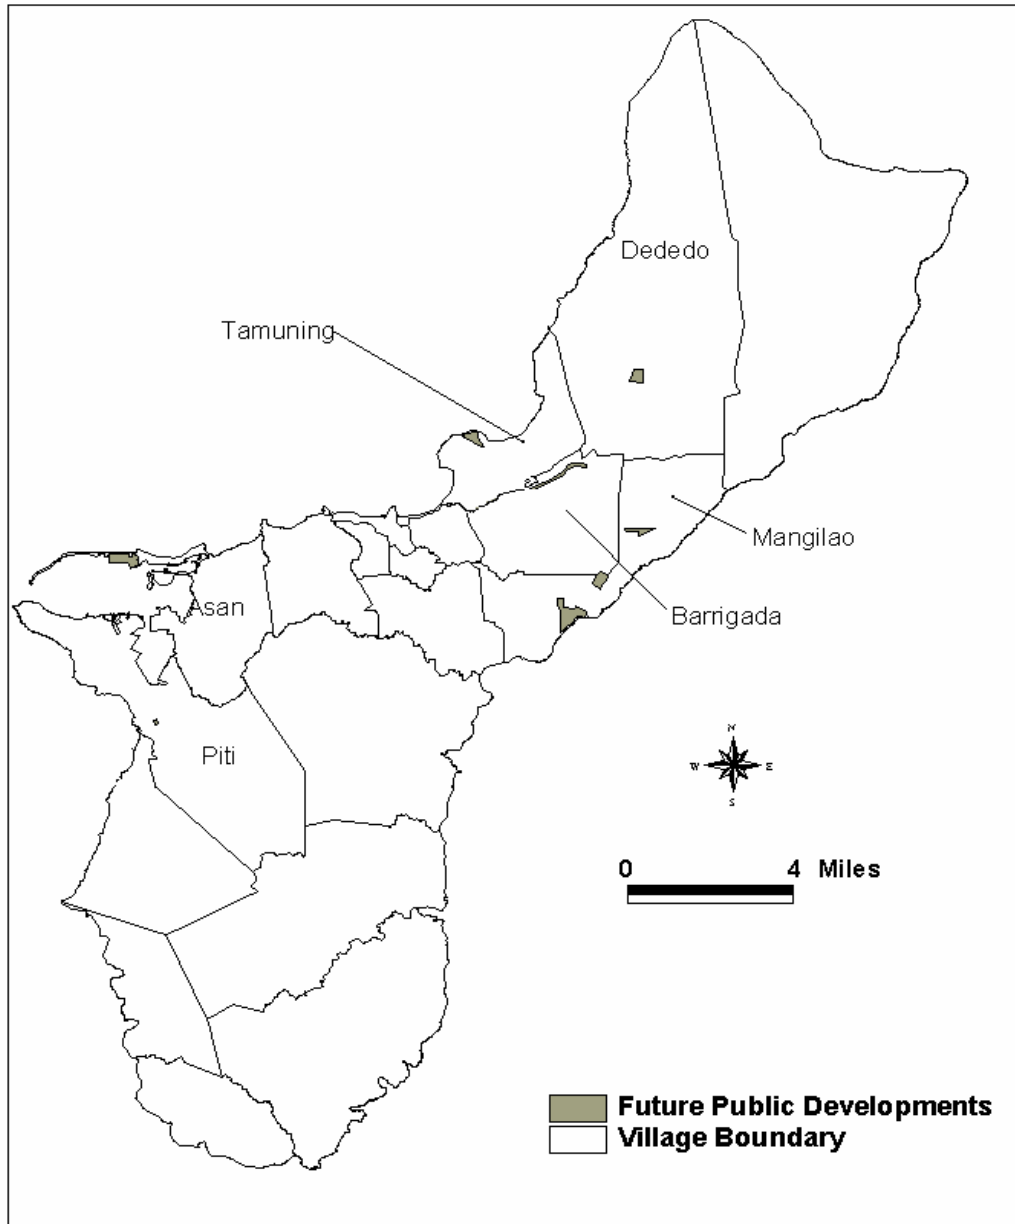 Dededo
Tamuning
Mangilao
Asan
Barrigada
N
Piti
W E
S
0 4 Miles
Future Public Developments
Village Boundary